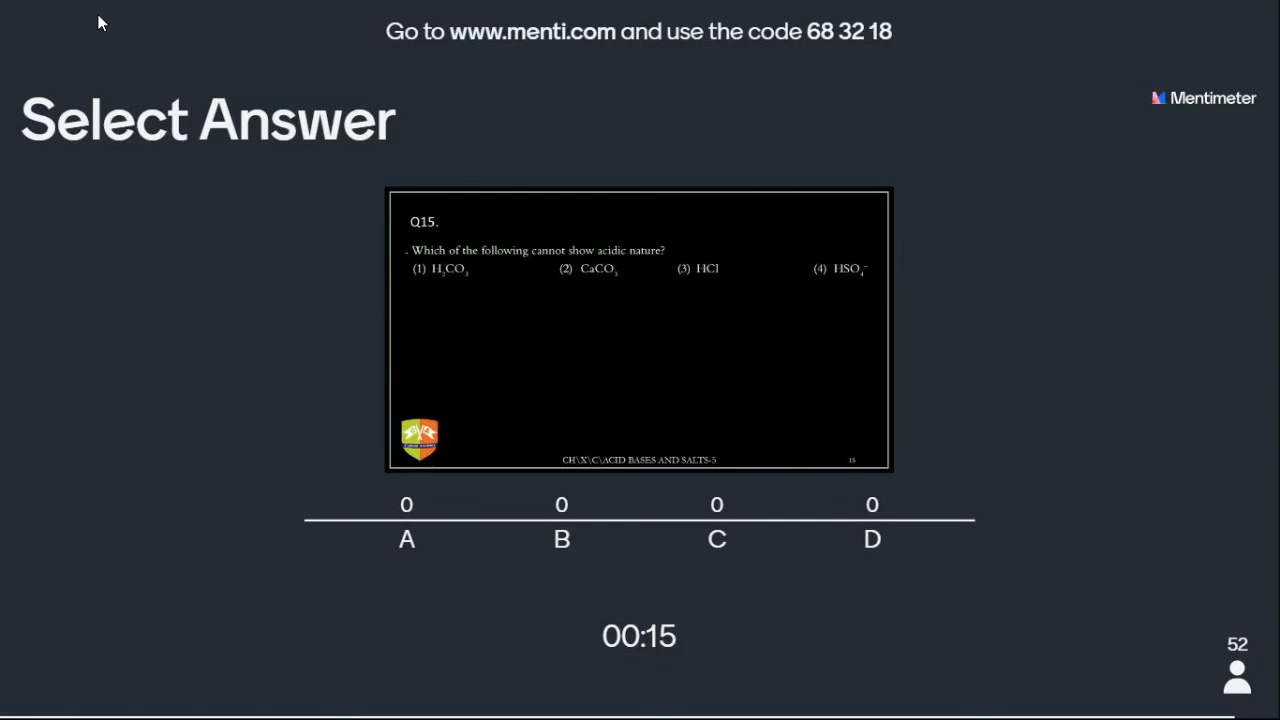 Go to www.menti.com and use the code 68 32 18
Select Answer
Mentimeter
Q15.
. Which of the following cannot show acidic nature?
(1) H₂CO₃ (2) CaCO₃ (3) HCl (4) HSO₄⁻
CH\X\C\ACID BASES AND SALTS-5
15
0 0 0 0
A B C D
00:15
52